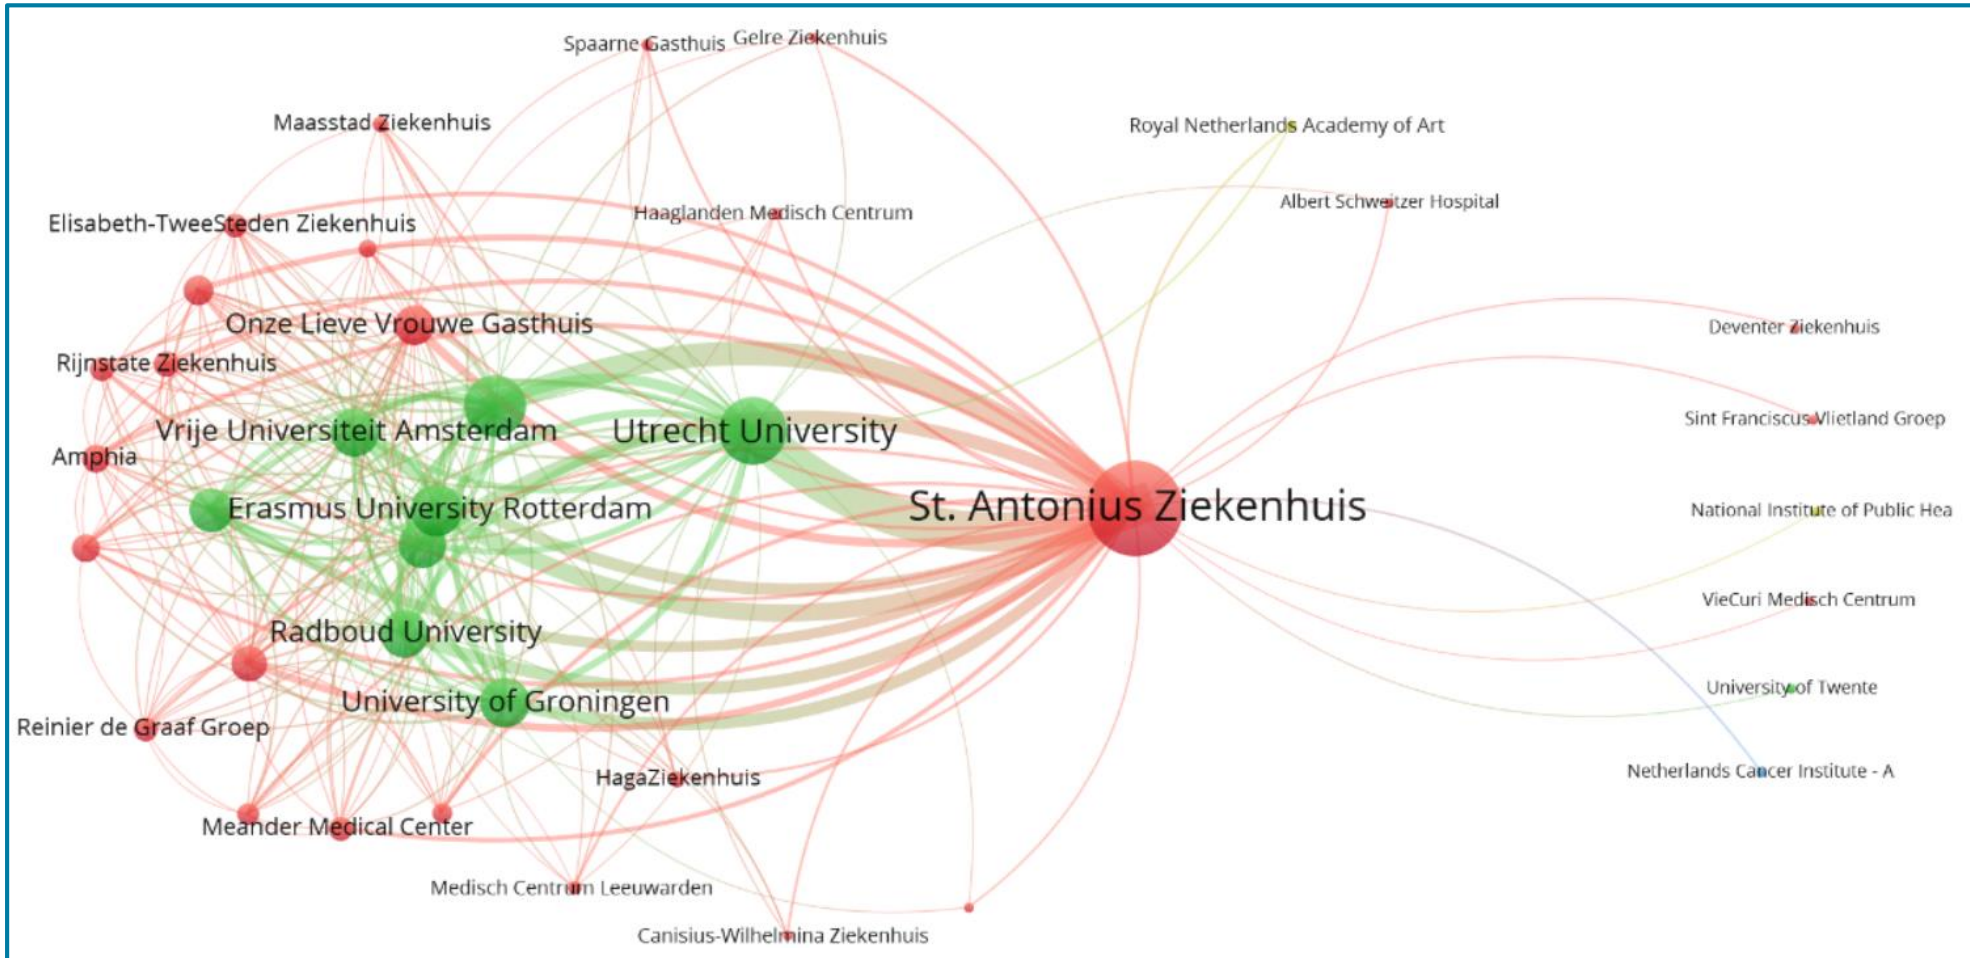 Spaarne Gasthuis
Gelre Ziekenhuis
Maasstad Ziekenhuis
Royal Netherlands Academy of Art
Albert Schweitzer Hospital
Haaglanden Medisch Centrum
Elisabeth-TweeSteden Ziekenhuis
Onze Lieve Vrouwe Gasthuis
Deventer Ziekenhuis
Rijnstate Ziekenhuis
Sint Franciscus Vlietland Groep
Vrije Universiteit Amsterdam
Utrecht University
Amphia
Erasmus University Rotterdam
St. Antonius Ziekenhuis
National Institute of Public Hea
VieCuri Medisch Centrum
Radboud University
University of Twente
University of Groningen
Reinier de Graaf Groep
Netherlands Cancer Institute - A
HagaZiekenhuis
Meander Medical Center
Medisch Centrum Leeuwarden
Canisius-Wilhelmina Ziekenhuis